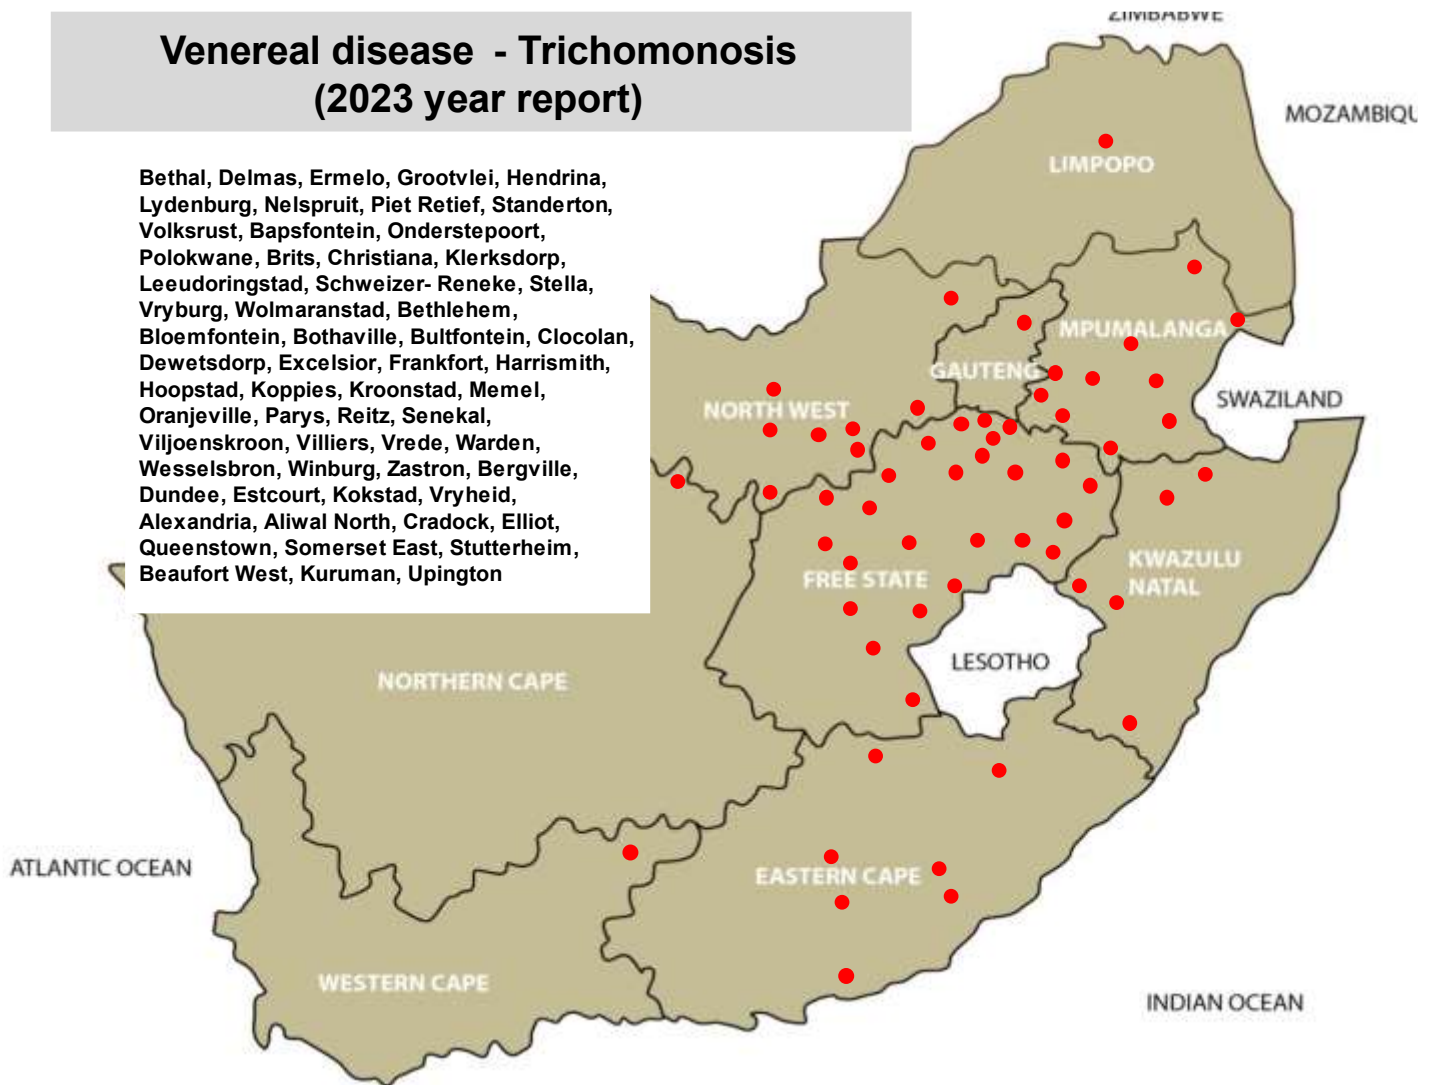 ZIMBABWE
Venereal disease - Trichomonosis
(2023 year report)
MOZAMBIQU
Bethal, Delmas, Ermelo, Grootvlei, Hendrina,
Lydenburg, Nelspruit, Piet Retief, Standerton,
Volksrust, Bapsfontein, Onderstepoort,
Polokwane, Brits, Christiana, Klerksdorp,
Leeudoringstad, Schweizer- Reneke, Stella,
Vryburg, Wolmaranstad, Bethlehem,
Bloemfontein, Bothaville, Bultfontein, Clocolan,
Dewetsdorp, Excelsior, Frankfort, Harrismith,
Hoopstad, Koppies, Kroonstad, Memel,
Oranjeville, Parys, Reitz, Senekal,
Viljoenskroon, Villiers, Vrede, Warden,
Wesselsbron, Winburg, Zastron, Bergville,
Dundee, Estcourt, Kokstad, Vryheid,
Alexandria, Aliwal North, Cradock, Elliot,
Queenstown, Somerset East, Stutterheim,
Beaufort West, Kuruman, Upington
LIMPOPO
MPUMALANGA
GAUTENG
SWAZILAND
NORTH WEST
KWAZULU
NATAL
FREE STATE
LESOTHO
NORTHERN CAPE
ATLANTIC OCEAN
EASTERN CAPE
WESTERN CAPE
INDIAN OCEAN